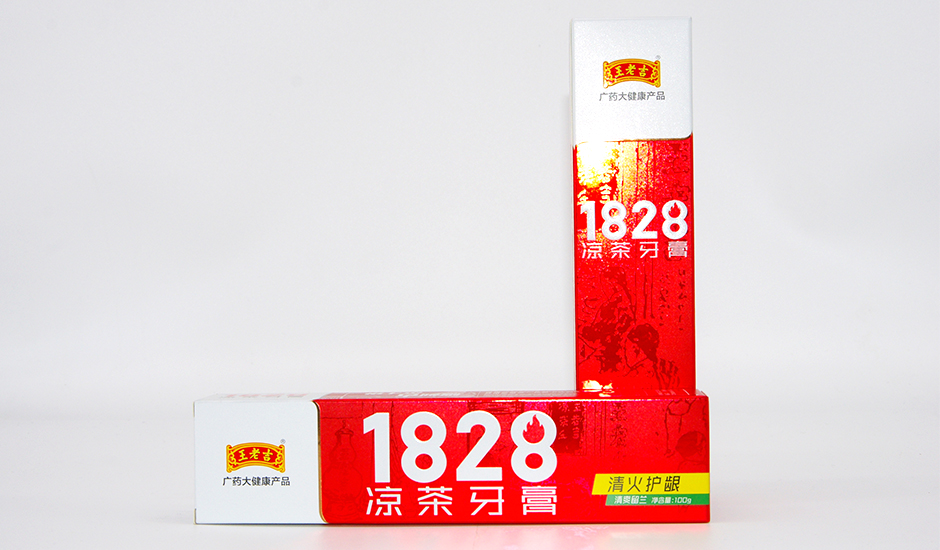 王老吉
®
广药大健康产品
1828
凉茶牙膏
王老吉
®
广药大健康产品
1828
凉茶牙膏
清火护龈
清爽留兰 净含量:100g